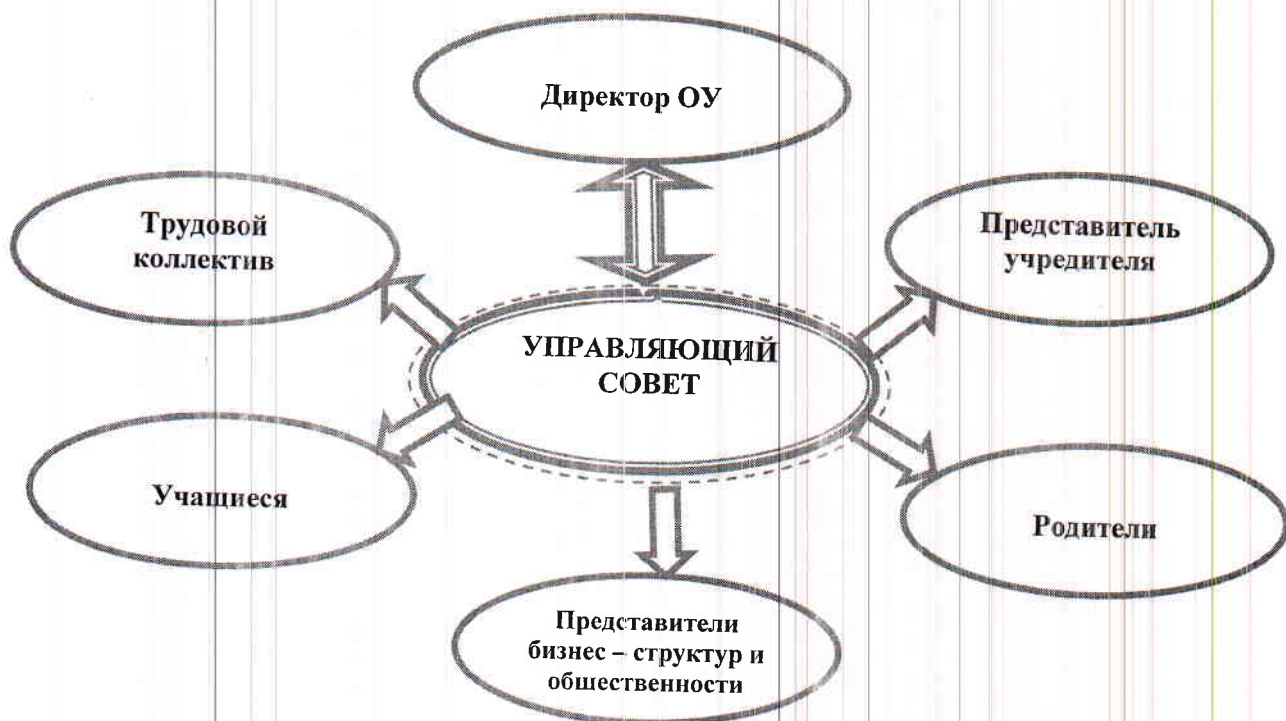 Директор ОУ
Трудовой
коллектив
Представитель
учредителя
УПРАВЛЯЮЩИЙ
СОВЕТ
Учащиеся
Родители
Представители
бизнес – структур и
общественности